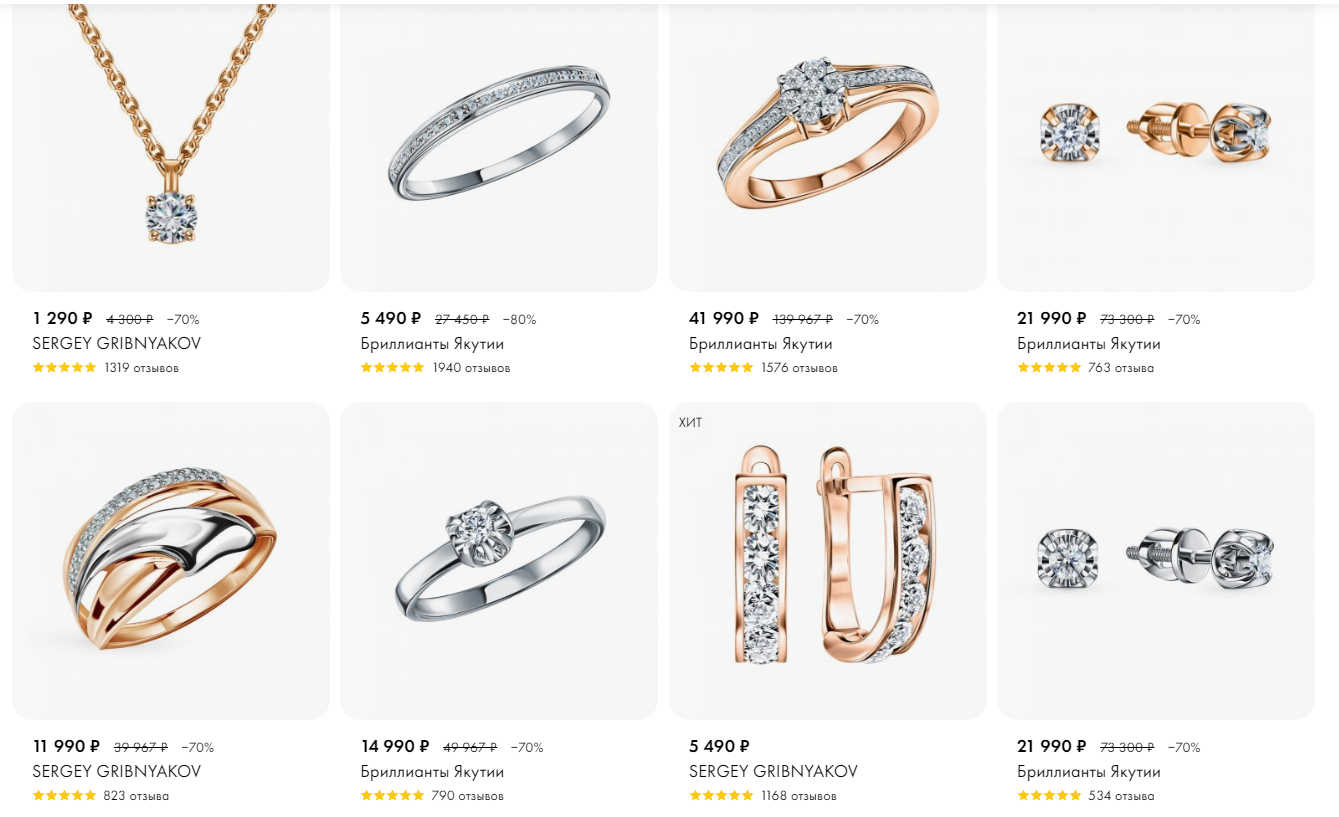 1 290 ₽ 4 300 ₽ −70%
SERGEY GRIBNYAKOV
1319 отзывов
5 490 ₽ 27 450 ₽ −80%
Бриллианты Якутии
1940 отзывов
41 990 ₽ 139 967 ₽ −70%
Бриллианты Якутии
1576 отзывов
21 990 ₽ 73 300 ₽ −70%
Бриллианты Якутии
763 отзыва
11 990 ₽ 39 967 ₽ −70%
SERGEY GRIBNYAKOV
823 отзыва
14 990 ₽ 49 967 ₽ −70%
Бриллианты Якутии
790 отзывов
ХИТ
5 490 ₽
SERGEY GRIBNYAKOV
1168 отзывов
21 990 ₽ 73 300 ₽ −70%
Бриллианты Якутии
534 отзыва